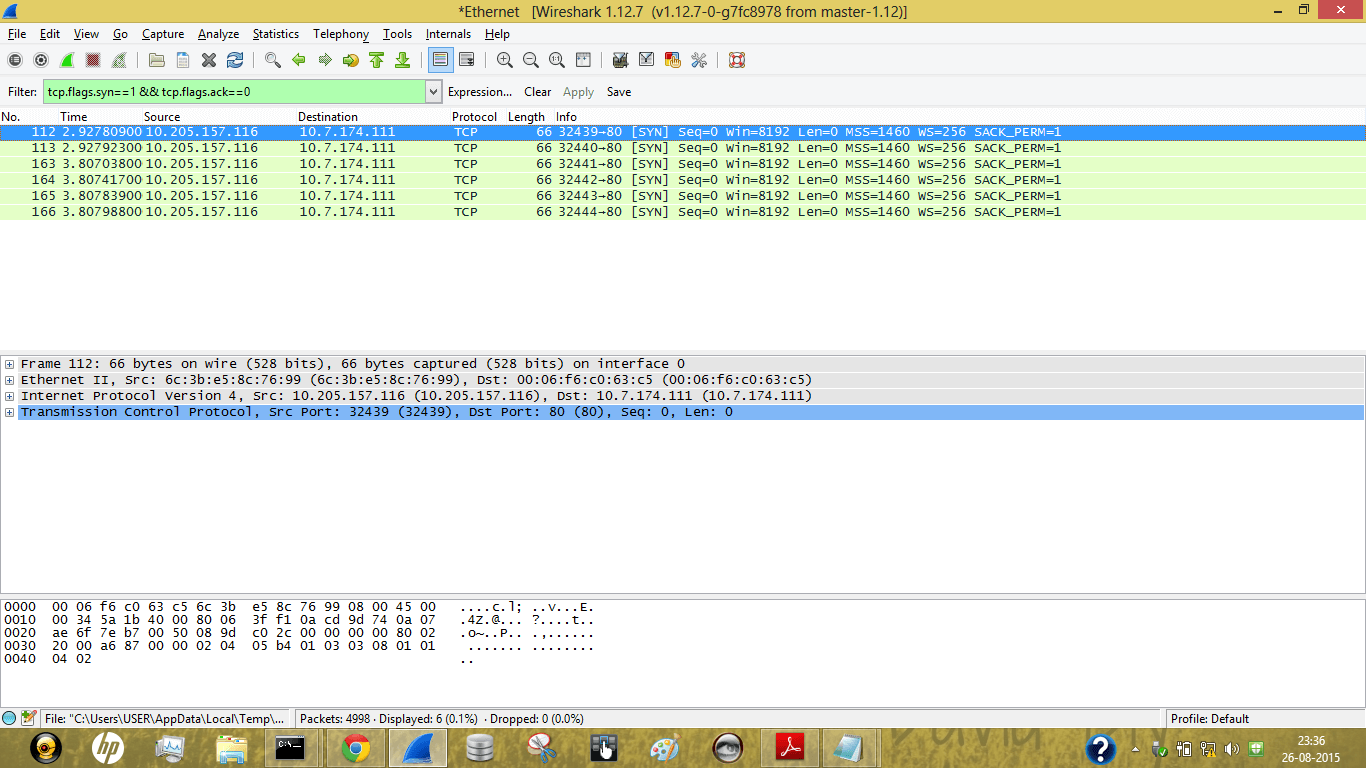 *Ethernet [Wireshark 1.12.7 (v1.12.7-0-g7fc8978 from master-1.12)]
File Edit View Go Capture Analyze Statistics Telephony Tools Internals Help
Filter: tcp.flags.syn==1 && tcp.flags.ack==0 Expression... Clear Apply Save
No. Time Source Destination Protocol Length Info
112 2.92780900 10.205.157.116 10.7.174.111 TCP 66 32439→80 [SYN] Seq=0 Win=8192 Len=0 MSS=1460 WS=256 SACK_PERM=1
113 2.92792300 10.205.157.116 10.7.174.111 TCP 66 32440→80 [SYN] Seq=0 Win=8192 Len=0 MSS=1460 WS=256 SACK_PERM=1
163 3.80703800 10.205.157.116 10.7.174.111 TCP 66 32441→80 [SYN] Seq=0 Win=8192 Len=0 MSS=1460 WS=256 SACK_PERM=1
164 3.80741700 10.205.157.116 10.7.174.111 TCP 66 32442→80 [SYN] Seq=0 Win=8192 Len=0 MSS=1460 WS=256 SACK_PERM=1
165 3.80783900 10.205.157.116 10.7.174.111 TCP 66 32443→80 [SYN] Seq=0 Win=8192 Len=0 MSS=1460 WS=256 SACK_PERM=1
166 3.80798800 10.205.157.116 10.7.174.111 TCP 66 32444→80 [SYN] Seq=0 Win=8192 Len=0 MSS=1460 WS=256 SACK_PERM=1
Frame 112: 66 bytes on wire (528 bits), 66 bytes captured (528 bits) on interface 0
Ethernet II, Src: 6c:3b:e5:8c:76:99 (6c:3b:e5:8c:76:99), Dst: 00:06:f6:c0:63:c5 (00:06:f6:c0:63:c5)
Internet Protocol Version 4, Src: 10.205.157.116 (10.205.157.116), Dst: 10.7.174.111 (10.7.174.111)
Transmission Control Protocol, Src Port: 32439 (32439), Dst Port: 80 (80), Seq: 0, Len: 0
0000 00 06 f6 c0 63 c5 6c 3b e5 8c 76 99 08 00 45 00 ....c.l; ..v...E.
0010 00 34 5a 1b 40 00 80 06 3f f1 0a cd 9d 74 0a 07 .4Z.@... ?....t..
0020 ae 6f 7e b7 00 50 08 9d c0 2c 00 00 00 00 80 02 .o~..P.. .,......
0030 20 00 a6 87 00 00 02 04 05 b4 01 03 03 08 01 01 ....... ........
0040 04 02 ..
File: "C:\Users\USER\AppData\Local\Temp\... Packets: 4998 · Displayed: 6 (0.1%) · Dropped: 0 (0.0%) Profile: Default
hp C:\ 23:36
26-08-2015